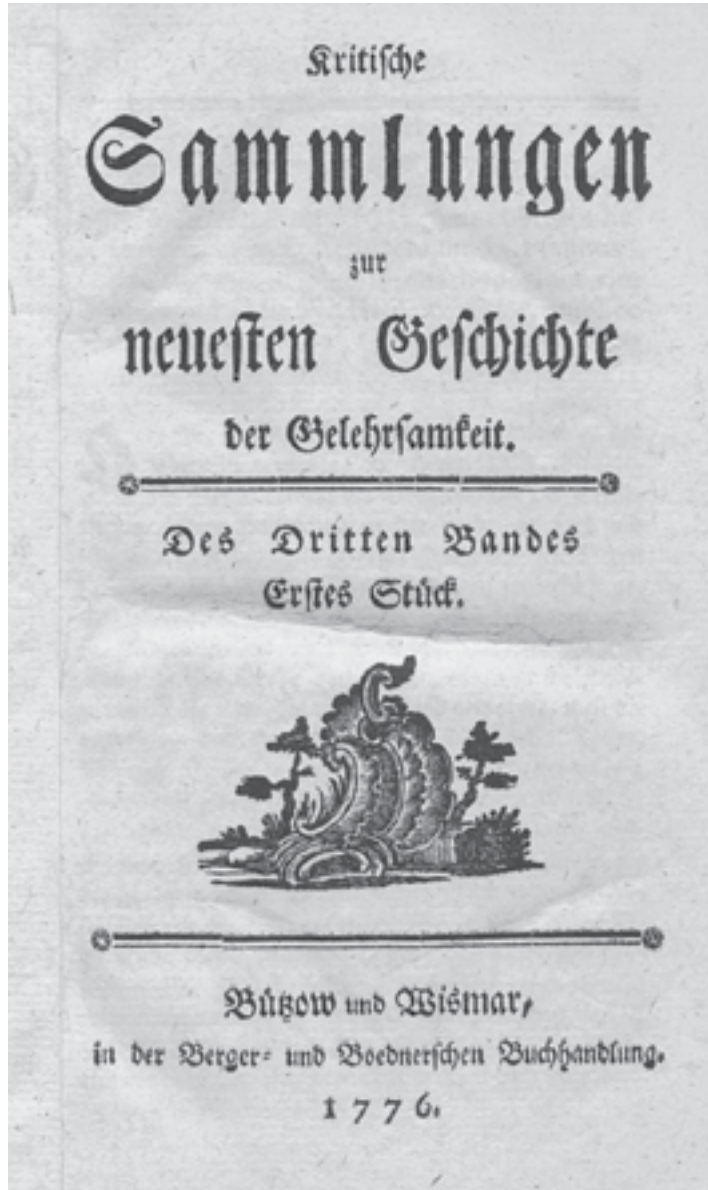 Kritische
Sammlungen
zur
neuesten Geschichte
der Gelehrsamkeit.
Des Dritten Bandes
Erstes Stück.
Bützow und Wismar,
in der Berger- und Boednerschen Buchhandlung.
1776.